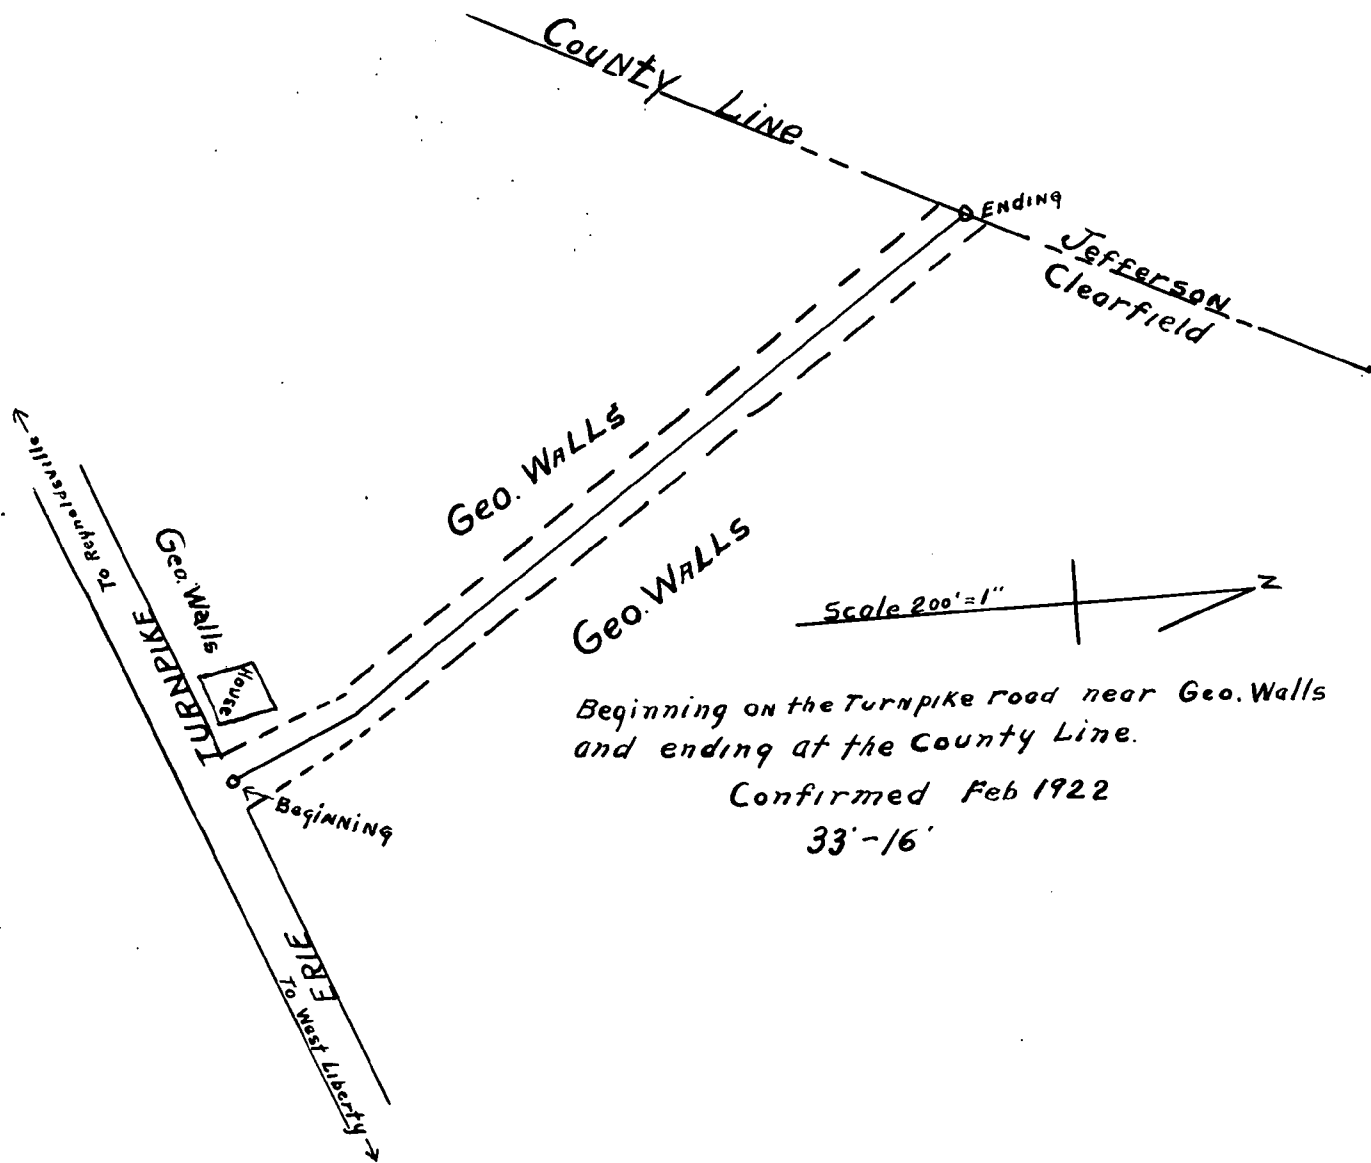 County Line
Ending
Jefferson
Clearfield
Geo. Walls
Geo. Walls
To Reynoldsville
Geo. Walls
House
TURNPIKE
Beginning
ERIE
To West Liberty
Scale 200'=1"
N
Beginning on the Turnpike road near Geo. Walls
and ending at the County Line.
Confirmed Feb 1922
33'-16'